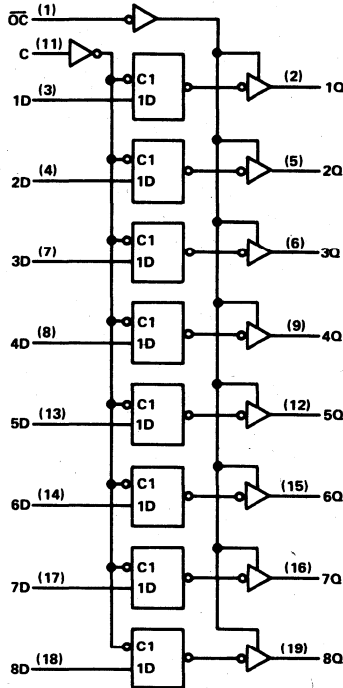 OC (1)
C (11)
C1 (2) 1Q
1D (3) 1D
C1 (5) 2Q
2D (4) 1D
C1 (6) 3Q
3D (7) 1D
C1 (9) 4Q
4D (8) 1D
C1 (12) 5Q
5D (13) 1D
C1 (15) 6Q
6D (14) 1D
C1 (16) 7Q
7D (17) 1D
C1 (19) 8Q
8D (18) 1D